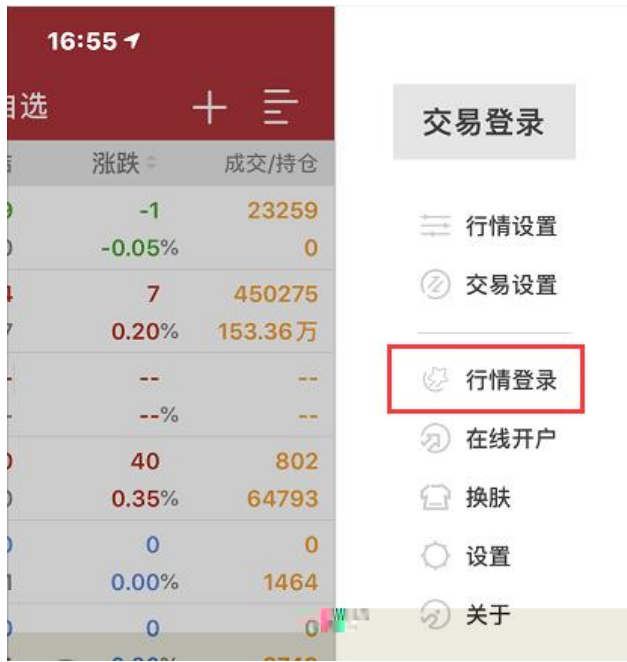 16:55
自选
交易登录
涨跌 成交/持仓
-1 23259
-0.05% 0
7 450275
0.20% 153.36万
-- --
--% --
40 802
0.35% 64793
0 0
0.00% 1464
0 0
行情设置
交易设置
行情登录
在线开户
换肤
设置
关于